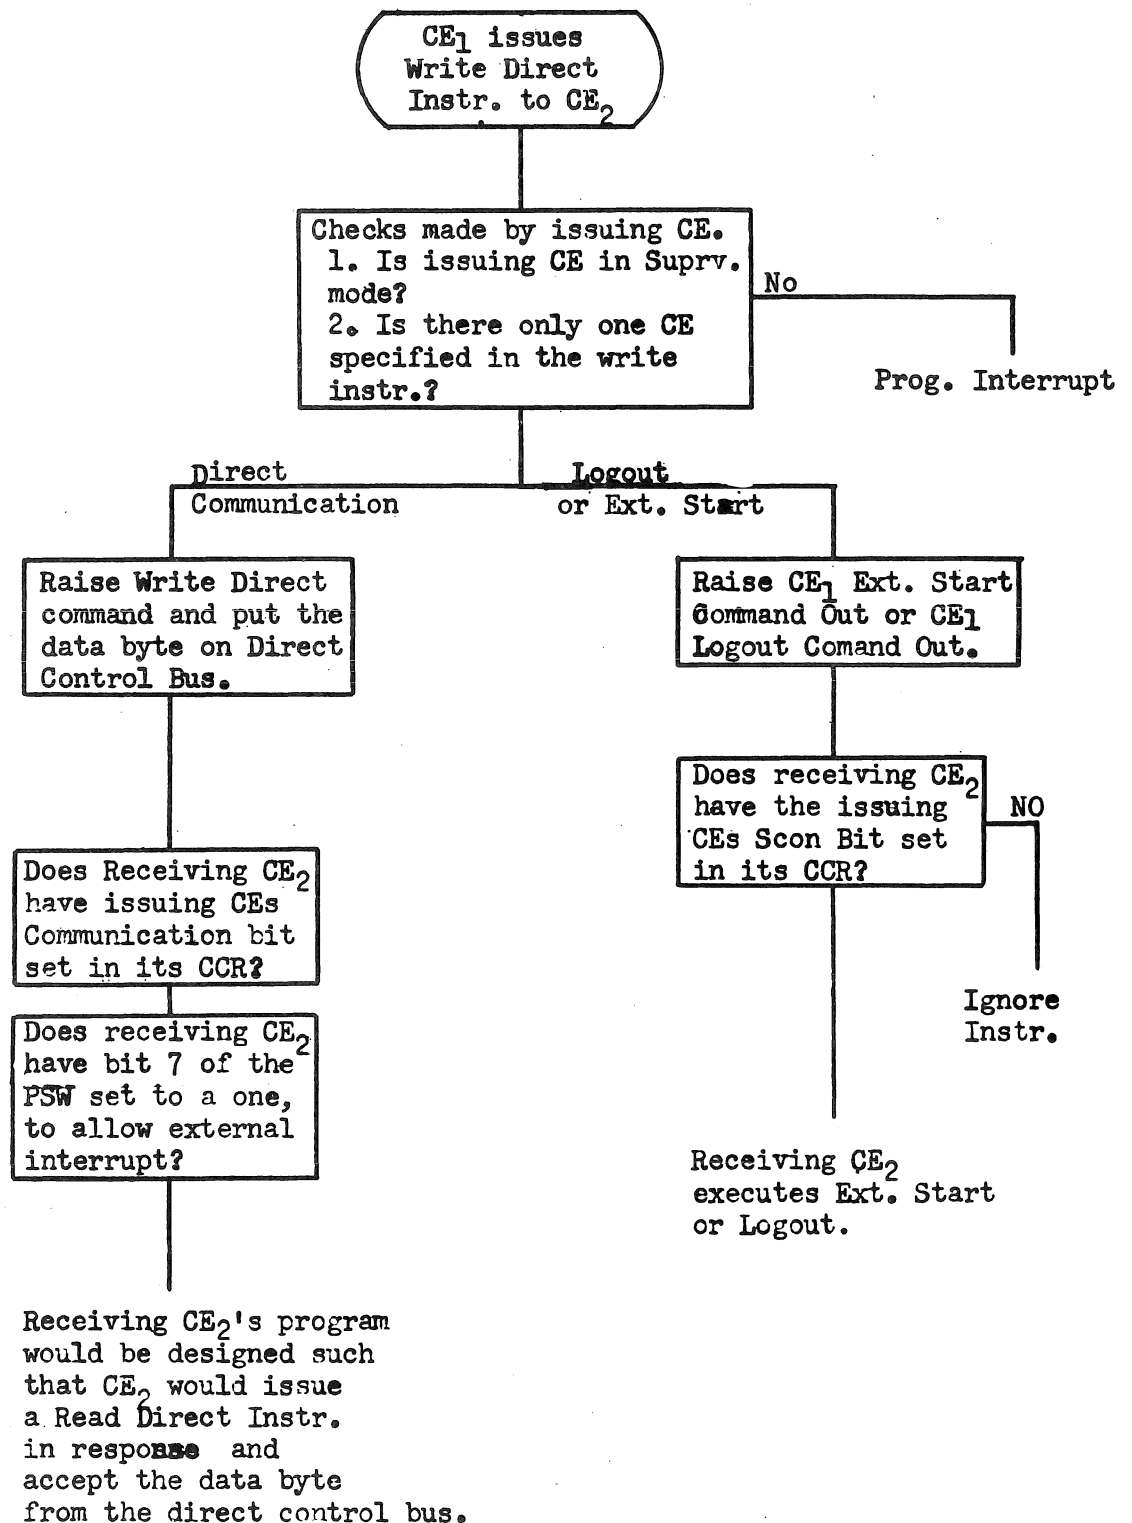 CE1 issues
Write Direct
Instr. to CE2
Checks made by issuing CE.
1. Is issuing CE in Suprv.
mode?
2. Is there only one CE
specified in the write
instr.?
No
Prog. Interrupt
Direct
Communication
Logout
or Ext. Start
Raise Write Direct
command and put the
data byte on Direct
Control Bus.
Raise CE1 Ext. Start
Command Out or CE1
Logout Comand Out.
Does receiving CE2
have the issuing
CEs Scon Bit set
in its CCR?
NO
Ignore
Instr.
Receiving CE2
executes Ext. Start
or Logout.
Does Receiving CE2
have issuing CEs
Communication bit
set in its CCR?
Does receiving CE2
have bit 7 of the
PSW set to a one,
to allow external
interrupt?
Receiving CE2's program
would be designed such
that CE2 would issue
a Read Direct Instr.
in response and
accept the data byte
from the direct control bus.